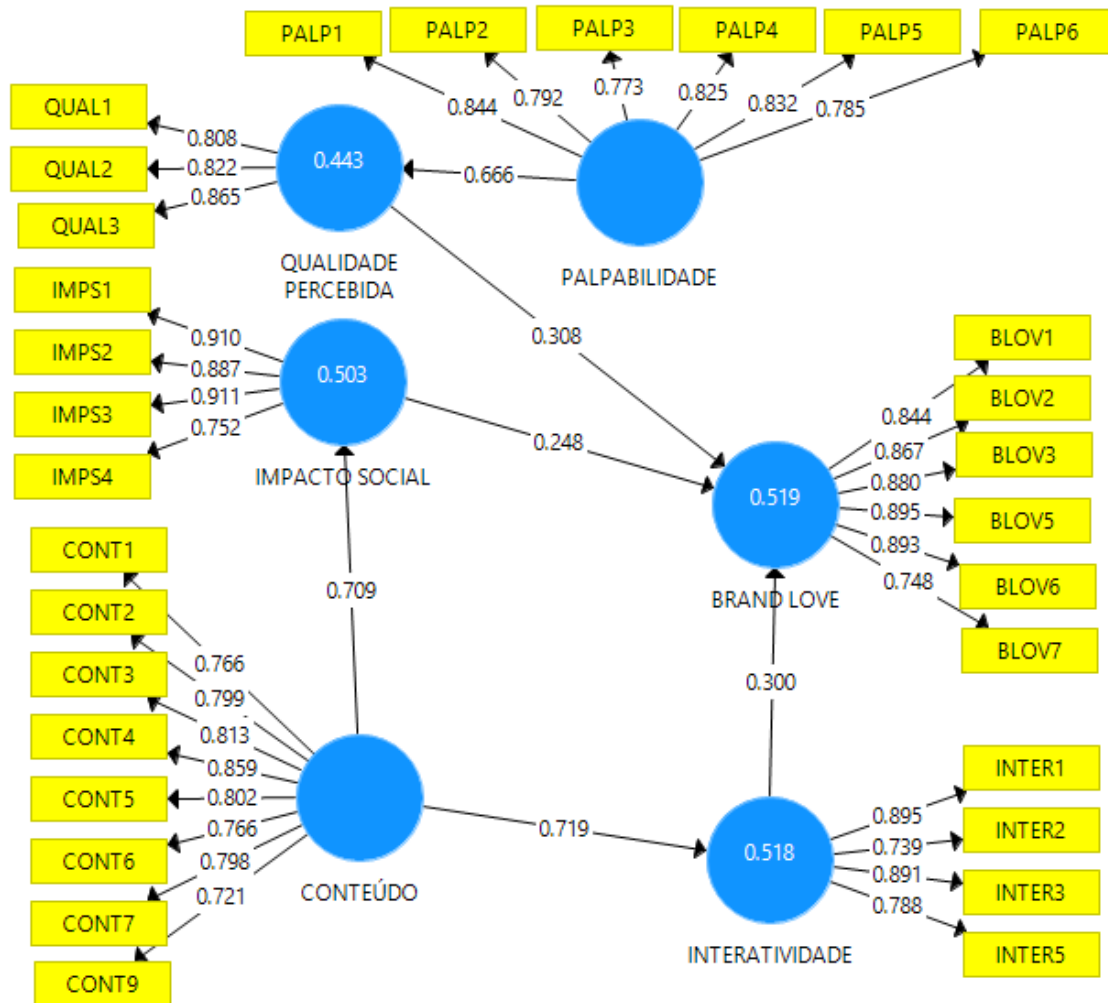 PALP1
PALP2
PALP3
PALP4
PALP5
PALP6
0.844
0.792
0.773
0.825
0.832
0.785
QUAL1
QUAL2
QUAL3
0.808
0.822
0.865
0.443
0.666
QUALIDADE
PERCEBIDA
PALPABILIDADE
IMPS1
IMPS2
IMPS3
IMPS4
0.910
0.887
0.911
0.752
0.503
IMPACTO SOCIAL
0.308
0.248
BLOV1
BLOV2
BLOV3
BLOV5
BLOV6
BLOV7
0.844
0.867
0.880
0.895
0.893
0.748
0.519
BRAND LOVE
0.709
0.300
CONT1
CONT2
CONT3
CONT4
CONT5
CONT6
CONT7
CONT9
0.766
0.799
0.813
0.859
0.802
0.766
0.798
0.721
CONTEÚDO
0.719
0.518
INTERATIVIDADE
INTER1
INTER2
INTER3
INTER5
0.895
0.739
0.891
0.788